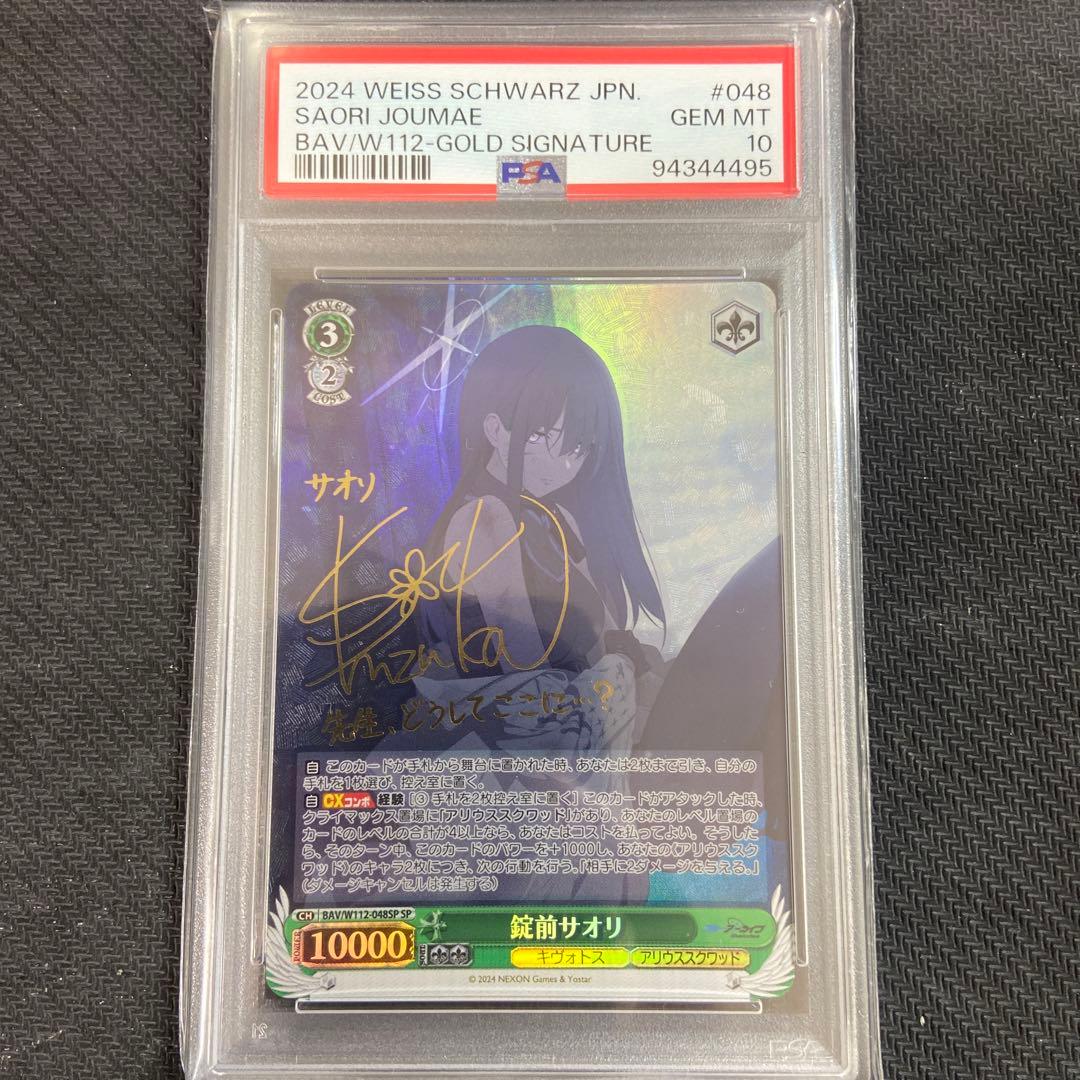 2024 WEISS SCHWARZ JPN. #048
SAORI JOUMAE GEM MT
BAV/W112-GOLD SIGNATURE 10
PSA 94344495
LEVEL
3
2
COST
サオリ
先生、どうしてここに…?
自 このカードが手札から舞台に置かれた時、あなたは2枚まで引き、自分の
手札を1枚選び、控え室に置く。
自 CXコンボ 経験 [③ 手札を2枚控え室に置く] このカードがアタックした時、
クライマックス置場に「アリウススクワッド」があり、あなたのレベル置場の
カードのレベルの合計が4以上なら、あなたはコストを払ってよい。そうした
ら、そのターン中、このカードのパワーを+1000し、あなたの《アリウススク
ワッド》のキャラ2枚につき、次の行動を行う。「相手に2ダメージを与える。」
(ダメージキャンセルは発生する)
CH BAV/W112-048SP SP
錠前サオリ
POWER 10000
キヴォトス アリウススクワッド
© 2024 NEXON Games & Yostar